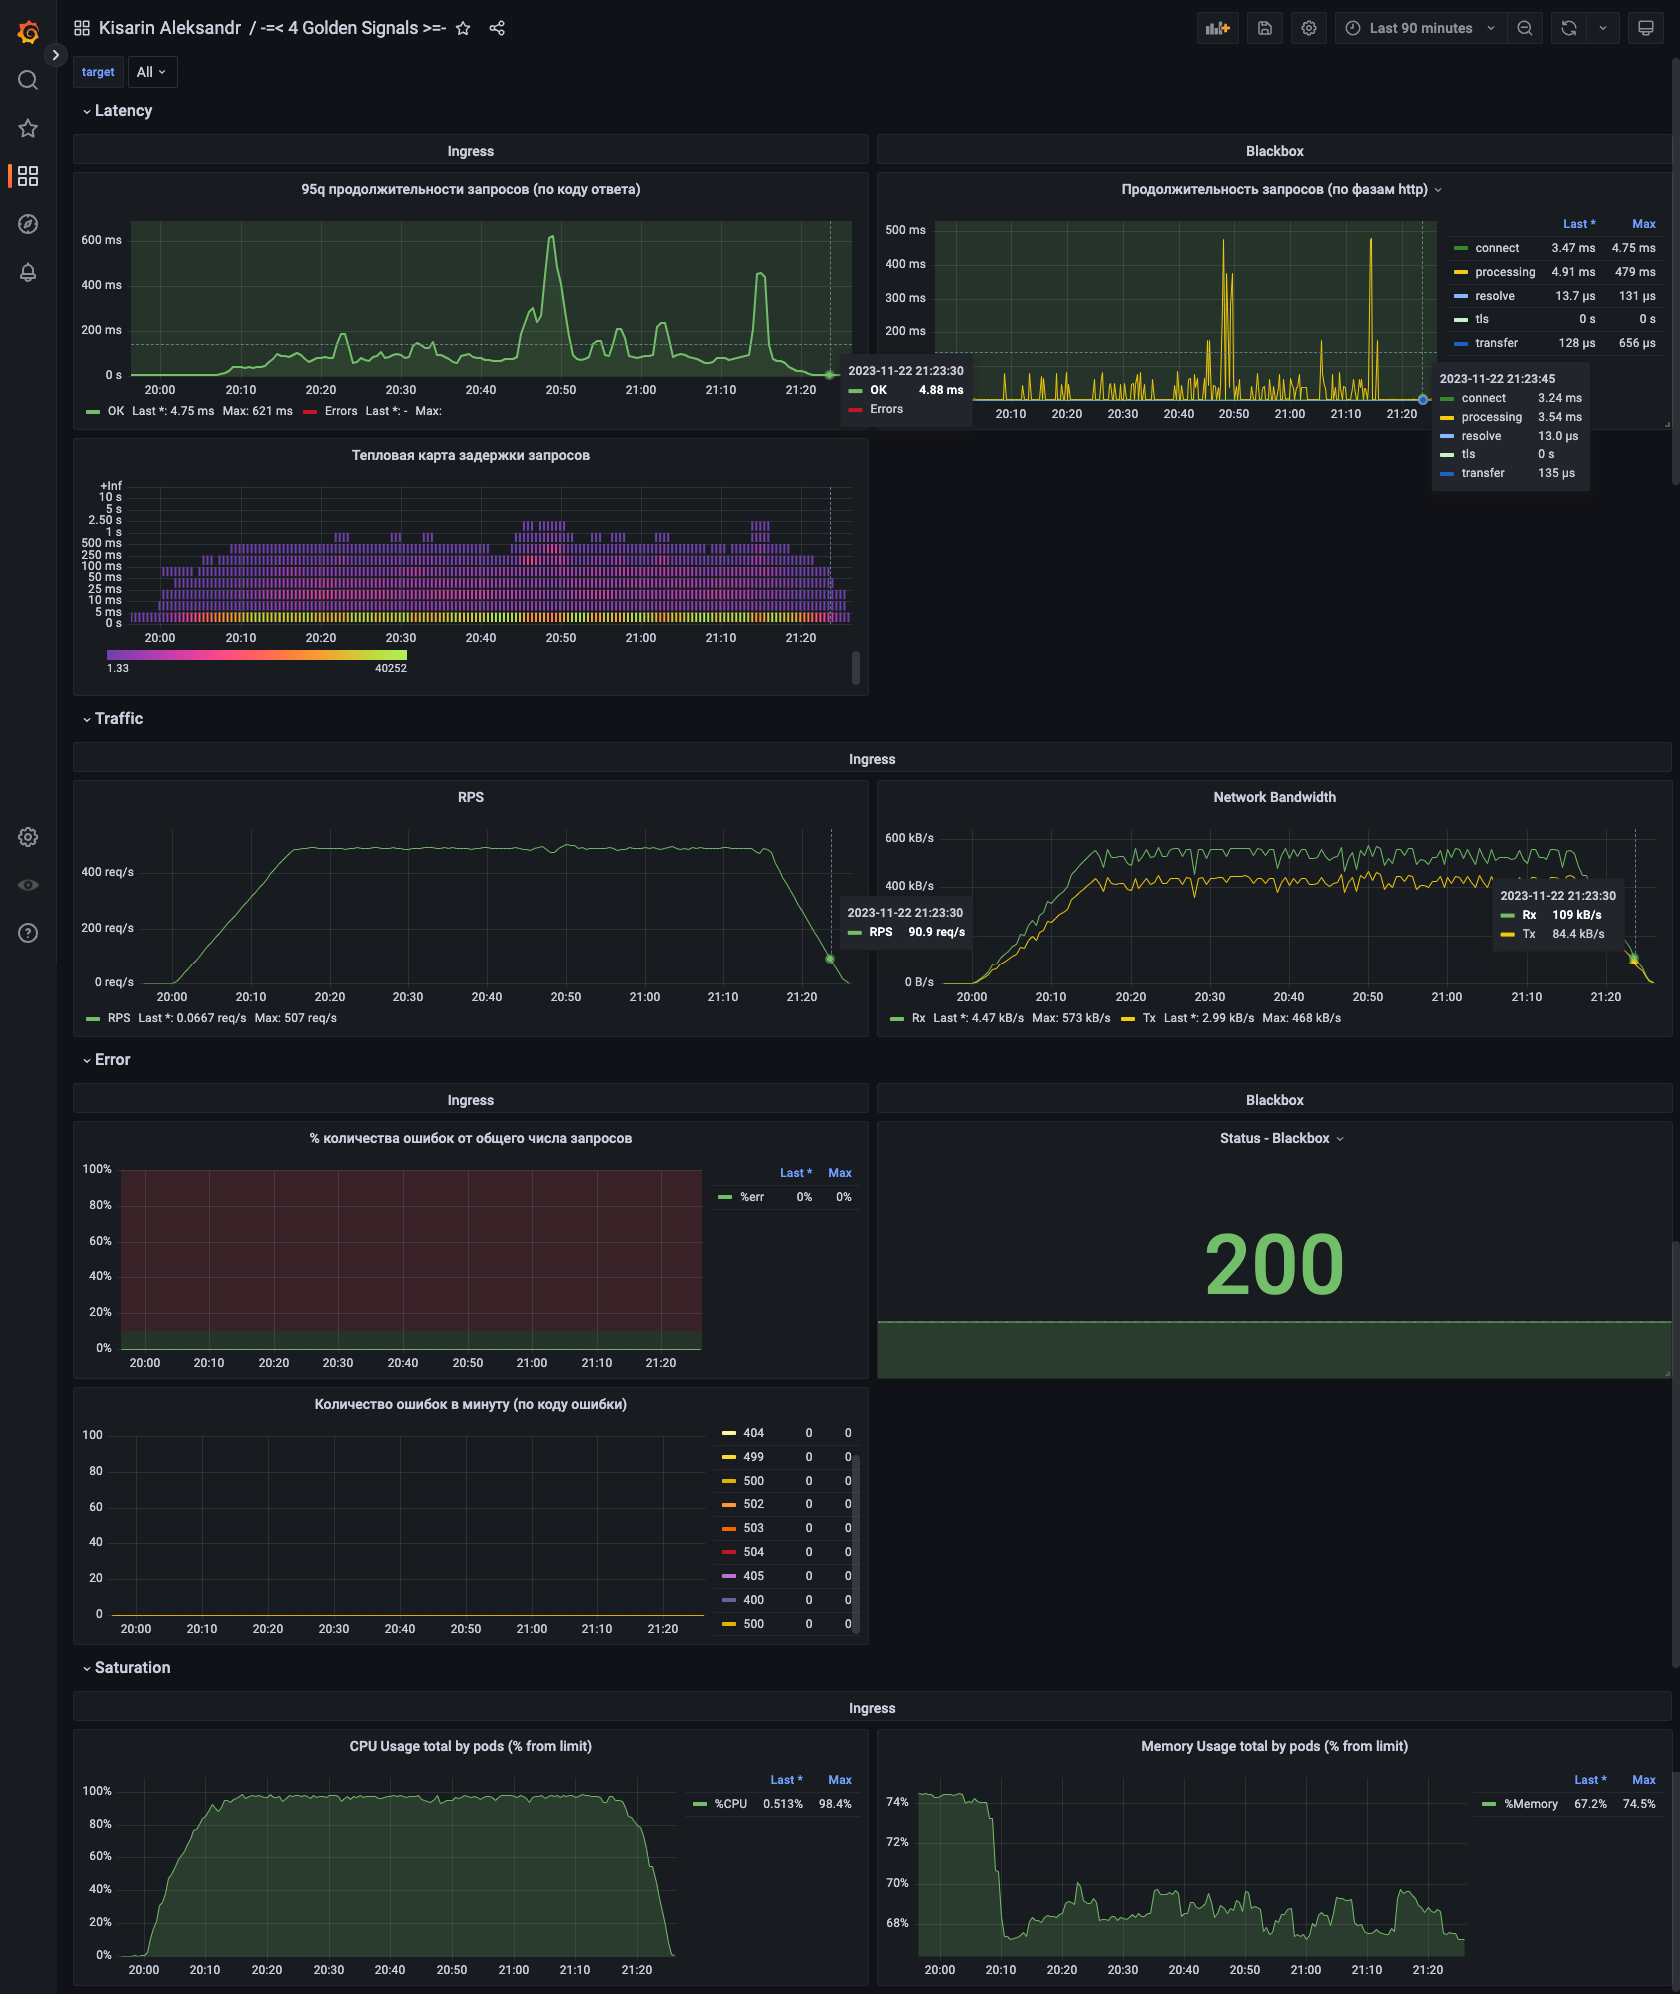 Kisarin Aleksandr / -=< 4 Golden Signals >=-
Last 90 minutes
target All
Latency
Ingress
95q продолжительности запросов (по коду ответа)
600 ms
400 ms
200 ms
0 s
20:00 20:10 20:20 20:30 20:40 20:50 21:00 21:10 21:20
OK Last *: 4.75 ms Max: 621 ms Errors Last *: - Max:
2023-11-22 21:23:30
OK 4.88 ms
Errors
Blackbox
Продолжительность запросов (по фазам http)
500 ms
400 ms
300 ms
200 ms
20:10 20:20 20:30 20:40 20:50 21:00 21:10 21:20
Last * Max
connect 3.47 ms 4.75 ms
processing 4.91 ms 479 ms
resolve 13.7 µs 131 µs
tls 0 s 0 s
transfer 128 µs 656 µs
2023-11-22 21:23:45
connect 3.24 ms
processing 3.54 ms
resolve 13.0 µs
tls 0 s
transfer 135 µs
Тепловая карта задержки запросов
+Inf
10 s
5 s
2.50 s
1 s
500 ms
250 ms
100 ms
50 ms
25 ms
10 ms
5 ms
0 s
20:00 20:10 20:20 20:30 20:40 20:50 21:00 21:10 21:20
1.33 40252
Traffic
Ingress
RPS
400 req/s
200 req/s
0 req/s
20:00 20:10 20:20 20:30 20:40 20:50 21:00 21:10 21:20
RPS Last *: 0.0667 req/s Max: 507 req/s
2023-11-22 21:23:30
RPS 90.9 req/s
Network Bandwidth
600 kB/s
400 kB/s
0 B/s
20:00 20:10 20:20 20:30 20:40 20:50 21:00 21:10 21:20
Rx Last *: 4.47 kB/s Max: 573 kB/s Tx Last *: 2.99 kB/s Max: 468 kB/s
2023-11-22 21:23:30
Rx 109 kB/s
Tx 84.4 kB/s
Error
Ingress
% количества ошибок от общего числа запросов
100%
80%
60%
40%
20%
0%
20:00 20:10 20:20 20:30 20:40 20:50 21:00 21:10 21:20
Last * Max
%err 0% 0%
Blackbox
Status - Blackbox
200
Количество ошибок в минуту (по коду ошибки)
100
80
60
40
20
0
20:00 20:10 20:20 20:30 20:40 20:50 21:00 21:10 21:20
404 0 0
499 0 0
500 0 0
502 0 0
503 0 0
504 0 0
405 0 0
400 0 0
500 0 0
Saturation
Ingress
CPU Usage total by pods (% from limit)
100%
80%
60%
40%
20%
0%
20:00 20:10 20:20 20:30 20:40 20:50 21:00 21:10 21:20
Last * Max
%CPU 0.513% 98.4%
Memory Usage total by pods (% from limit)
74%
72%
70%
68%
20:00 20:10 20:20 20:30 20:40 20:50 21:00 21:10 21:20
Last * Max
%Memory 67.2% 74.5%